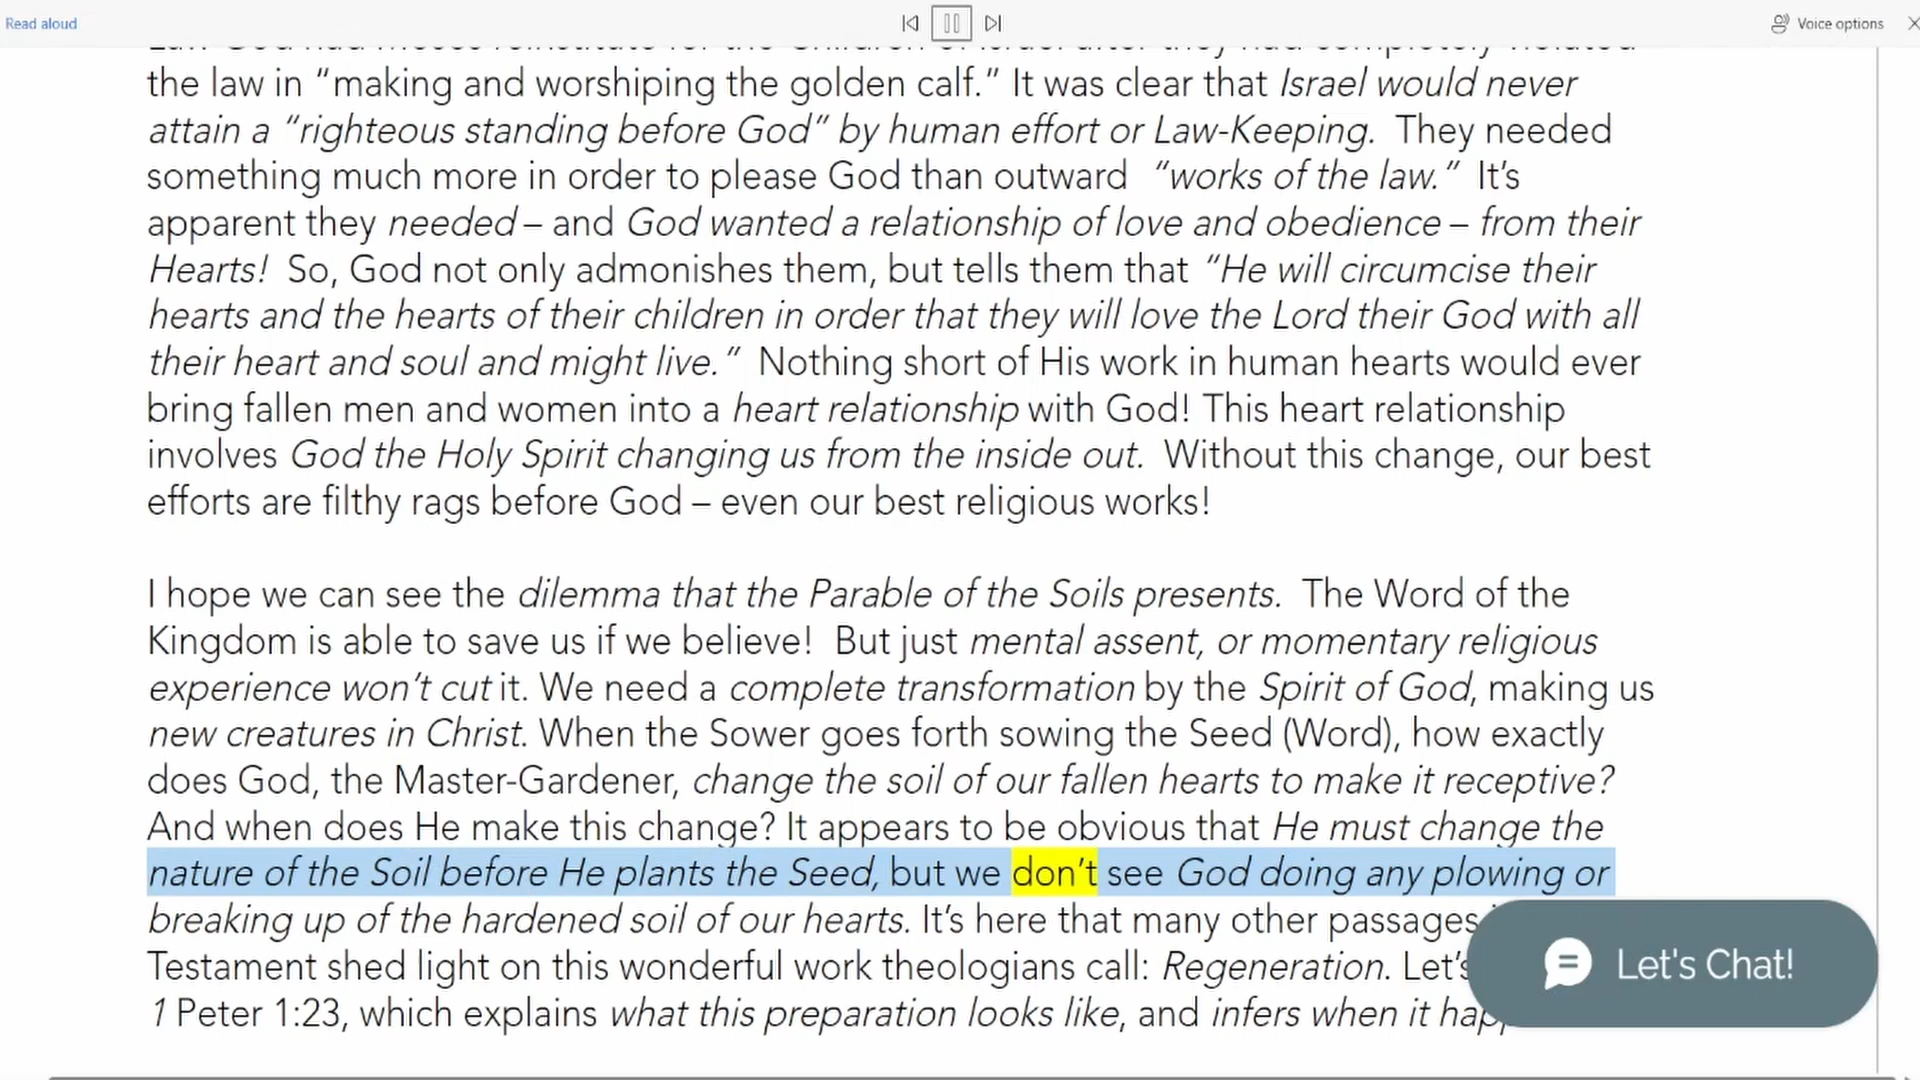 Read aloud
Voice options
the law in “making and worshiping the golden calf.” It was clear that Israel would never
attain a “righteous standing before God” by human effort or Law-Keeping. They needed
something much more in order to please God than outward “works of the law.” It’s
apparent they needed – and God wanted a relationship of love and obedience – from their
Hearts! So, God not only admonishes them, but tells them that “He will circumcise their
hearts and the hearts of their children in order that they will love the Lord their God with all
their heart and soul and might live.” Nothing short of His work in human hearts would ever
bring fallen men and women into a heart relationship with God! This heart relationship
involves God the Holy Spirit changing us from the inside out. Without this change, our best
efforts are filthy rags before God – even our best religious works!
I hope we can see the dilemma that the Parable of the Soils presents. The Word of the
Kingdom is able to save us if we believe! But just mental assent, or momentary religious
experience won’t cut it. We need a complete transformation by the Spirit of God, making us
new creatures in Christ. When the Sower goes forth sowing the Seed (Word), how exactly
does God, the Master-Gardener, change the soil of our fallen hearts to make it receptive?
And when does He make this change? It appears to be obvious that He must change the
nature of the Soil before He plants the Seed, but we don’t see God doing any plowing or
breaking up of the hardened soil of our hearts. It’s here that many other passages
Testament shed light on this wonderful work theologians call: Regeneration. Let’s
1 Peter 1:23, which explains what this preparation looks like, and infers when it
Let's Chat!